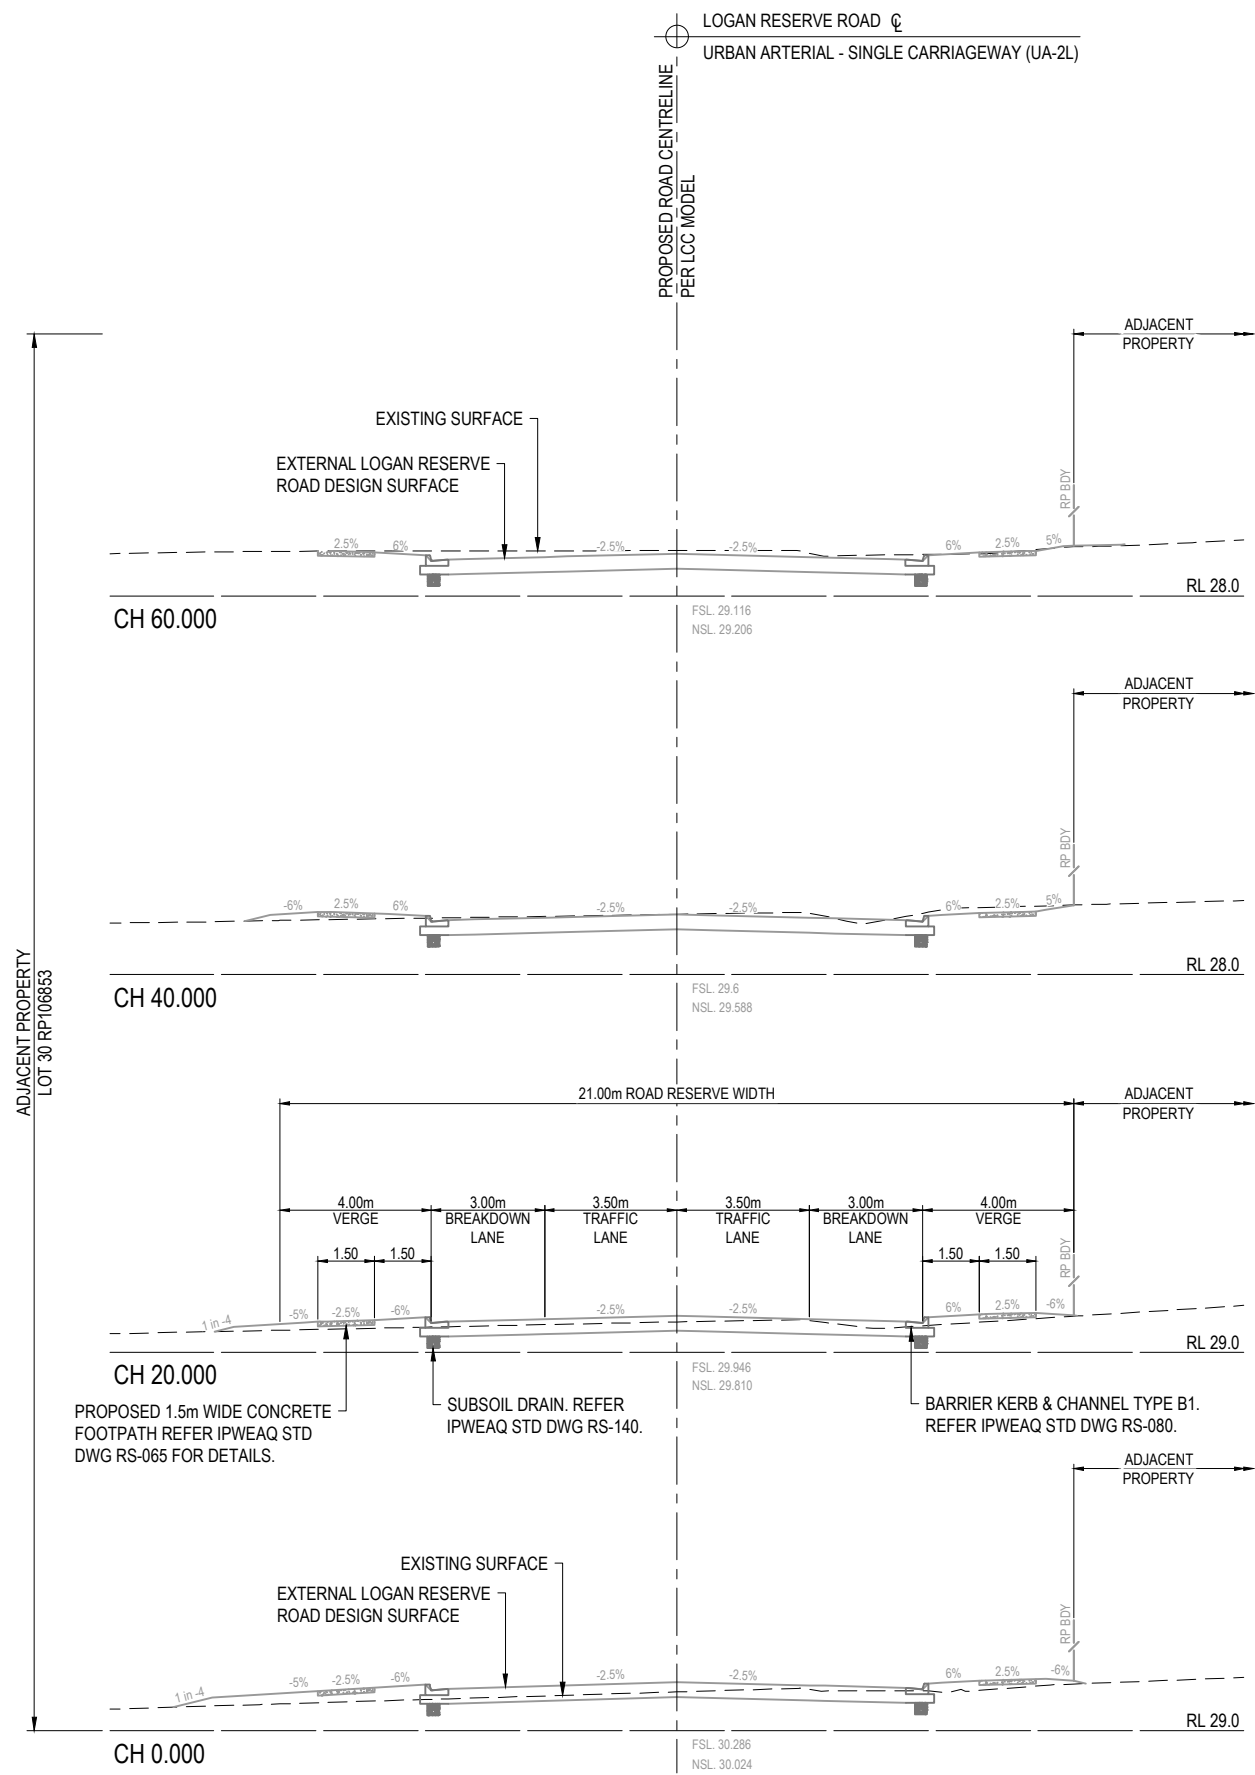 LOGAN RESERVE ROAD ℄
URBAN ARTERIAL - SINGLE CARRIAGEWAY (UA-2L)
PROPOSED ROAD CENTRELINE
PER LCC MODEL
ADJACENT
PROPERTY
EXISTING SURFACE
EXTERNAL LOGAN RESERVE
ROAD DESIGN SURFACE
RP BDY
2.5% 6% -2.5% -2.5% 6% 2.5% 5%
RL 28.0
CH 60.000
FSL. 29.116
NSL. 29.206
ADJACENT
PROPERTY
RP BDY
-6% 2.5% 6% -2.5% -2.5% 6% 2.5% 5%
RL 28.0
CH 40.000
FSL. 29.6
NSL. 29.588
ADJACENT PROPERTY
LOT 30 RP106853
21.00m ROAD RESERVE WIDTH
ADJACENT
PROPERTY
4.00m 3.00m 3.50m 3.50m 3.00m 4.00m
VERGE BREAKDOWN TRAFFIC TRAFFIC BREAKDOWN VERGE
LANE LANE LANE LANE
1.50 1.50 1.50 1.50
RP BDY
1 in -4 -5% -2.5% -6% -2.5% -2.5% 6% 2.5% -6%
RL 29.0
CH 20.000
FSL. 29.946
NSL. 29.810
PROPOSED 1.5m WIDE CONCRETE
FOOTPATH REFER IPWEAQ STD
DWG RS-065 FOR DETAILS.
SUBSOIL DRAIN. REFER
IPWEAQ STD DWG RS-140.
BARRIER KERB & CHANNEL TYPE B1.
REFER IPWEAQ STD DWG RS-080.
ADJACENT
PROPERTY
EXISTING SURFACE
EXTERNAL LOGAN RESERVE
ROAD DESIGN SURFACE
RP BDY
1 in -4 -5% -2.5% -6% -2.5% -2.5% 6% 2.5% -6%
RL 29.0
CH 0.000
FSL. 30.286
NSL. 30.024